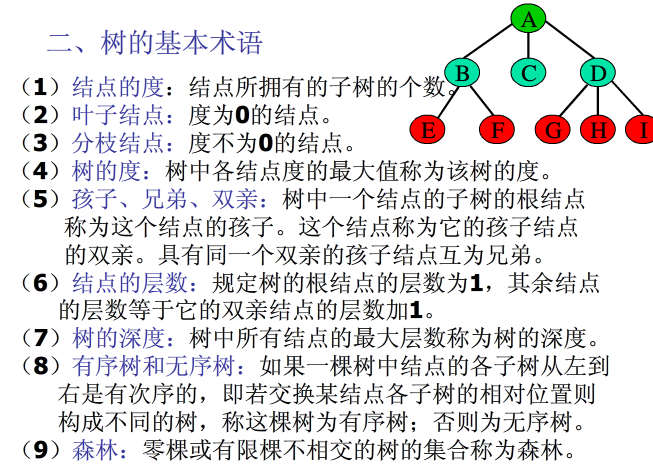 二、树的基本术语
A
B C D
E F G H I
（1）结点的度：结点所拥有的子树的个数。
（2）叶子结点：度为0的结点。
（3）分枝结点：度不为0的结点。
（4）树的度：树中各结点度的最大值称为该树的度。
（5）孩子、兄弟、双亲：树中一个结点的子树的根结点
称为这个结点的孩子。这个结点称为它的孩子结点
的双亲。具有同一个双亲的孩子结点互为兄弟。
（6）结点的层数：规定树的根结点的层数为1，其余结点
的层数等于它的双亲结点的层数加1。
（7）树的深度：树中所有结点的最大层数称为树的深度。
（8）有序树和无序树：如果一棵树中结点的各子树从左到
右是有次序的，即若交换某结点各子树的相对位置则
构成不同的树，称这棵树为有序树；否则为无序树。
（9）森林：零棵或有限棵不相交的树的集合称为森林。